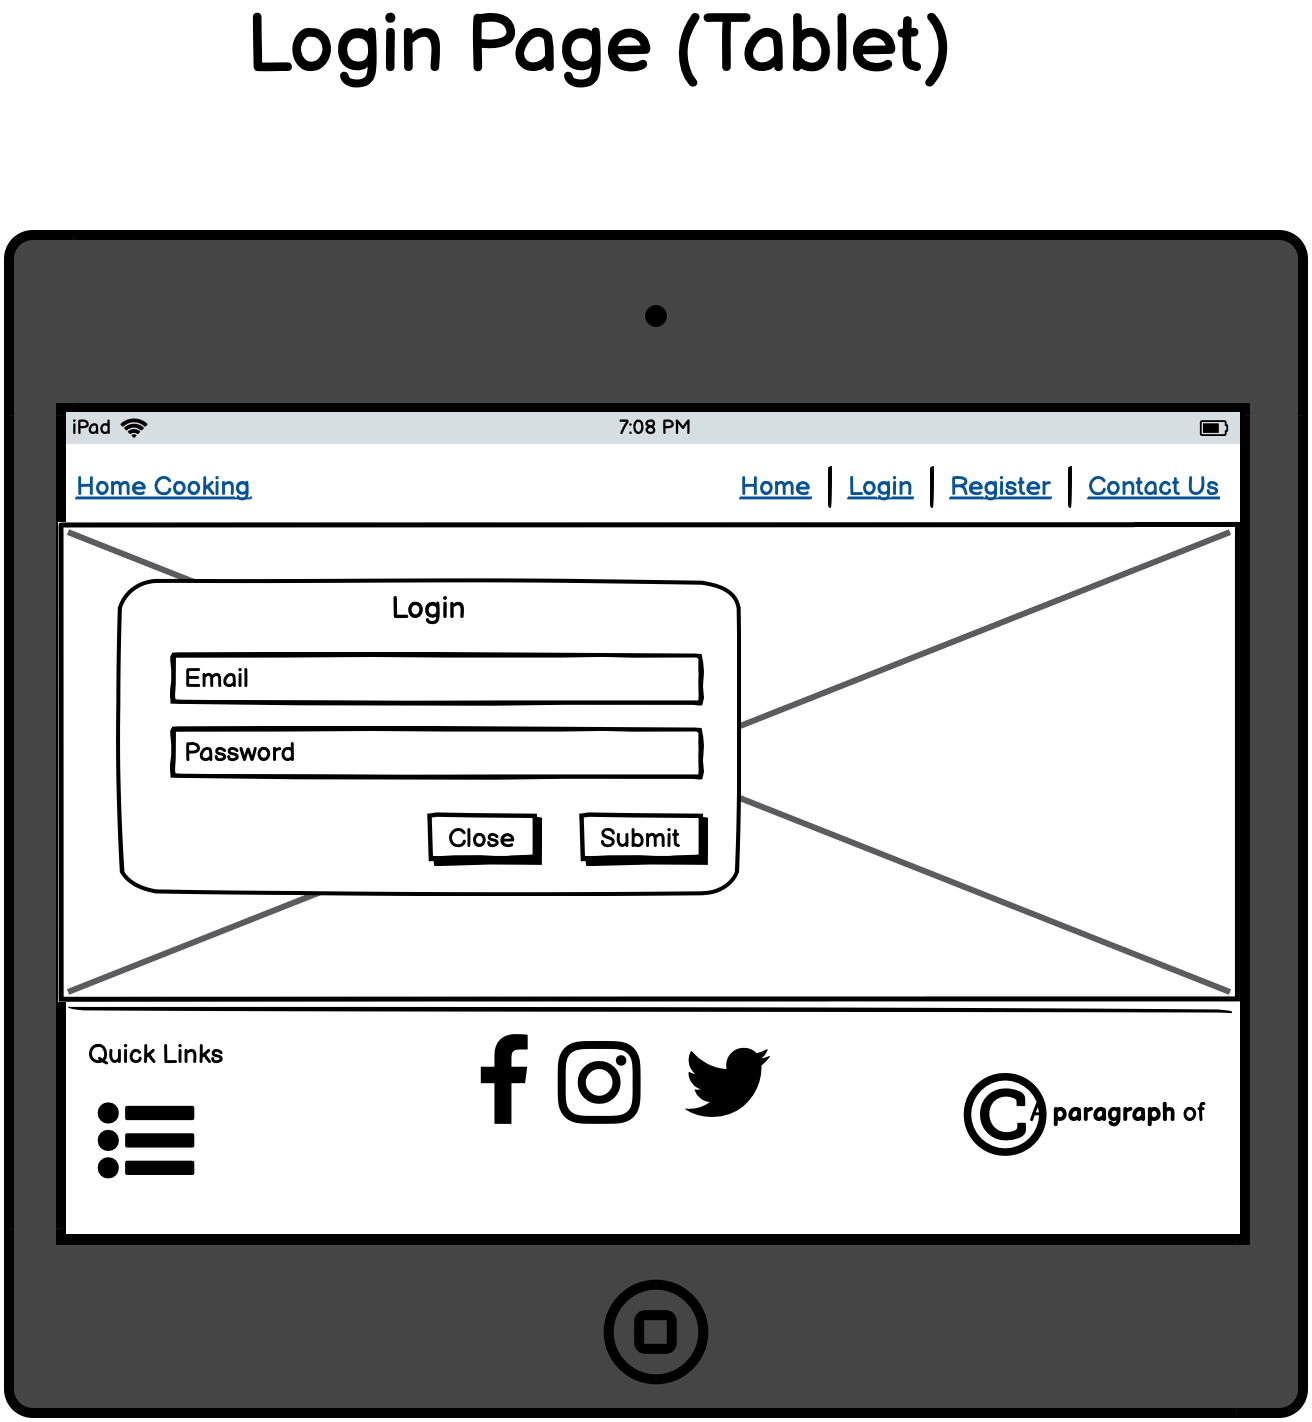 Login Page (Tablet)
iPad 7:08 PM
Home Cooking Home Login Register Contact Us
Login
Email
Password
Close Submit
Quick Links
© A paragraph of